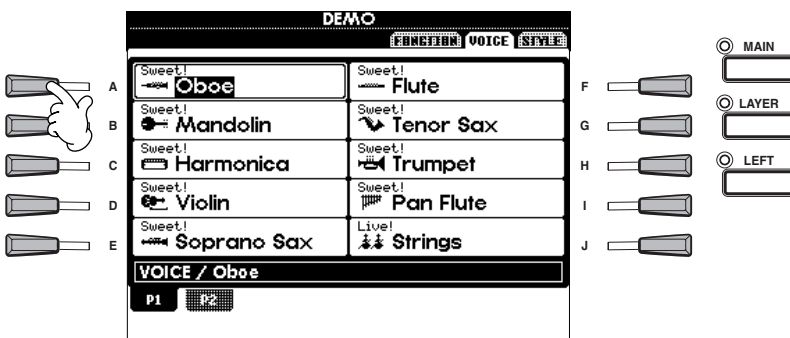 DEMO
FUNCTION VOICE STYLE
MAIN
A Sweet! Oboe Sweet! Flute F
LAYER
B Sweet! Mandolin Sweet! Tenor Sax G
LEFT
C Sweet! Harmonica Sweet! Trumpet H
D Sweet! Violin Sweet! Pan Flute I
E Sweet! Soprano Sax Live! Strings J
VOICE / Oboe
P1 P2